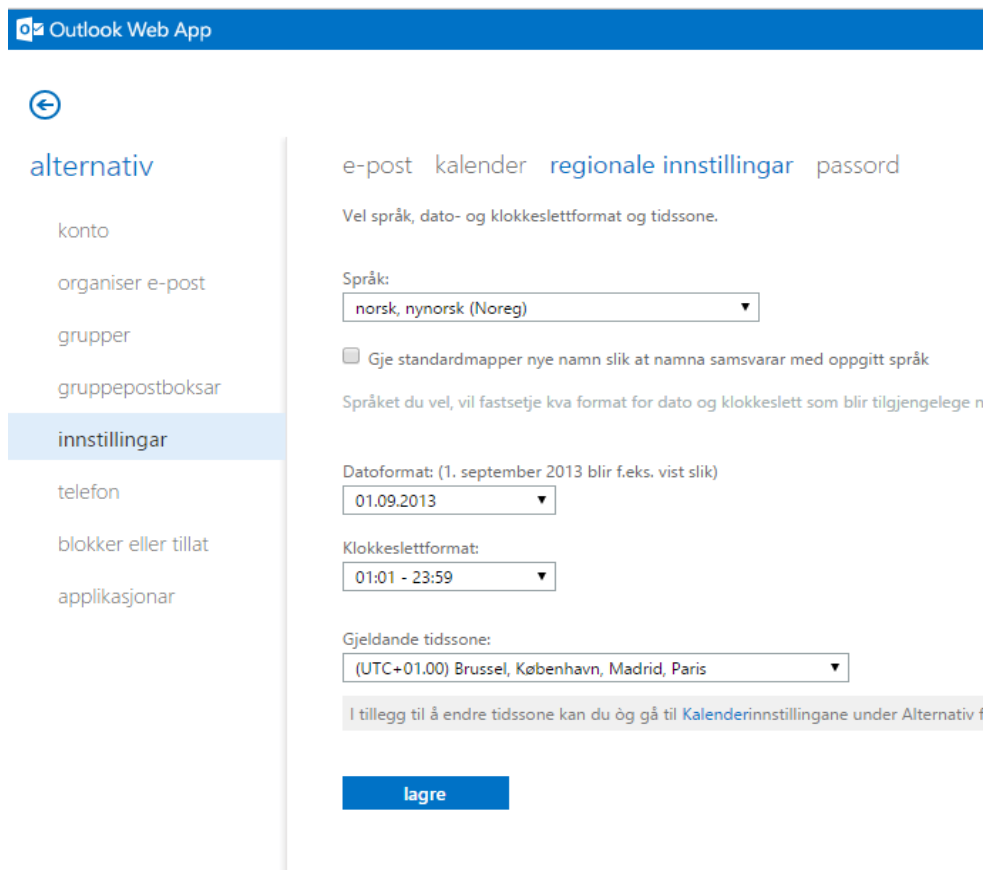 Outlook Web App
alternativ
konto
organiser e-post
grupper
gruppepostboksar
innstillingar
telefon
blokker eller tillat
applikasjonar
e-post kalender regionale innstillingar passord
Vel språk, dato- og klokkeslettformat og tidssone.
Språk:
norsk, nynorsk (Noreg)
Gje standardmapper nye namn slik at namna samsvarar med oppgitt språk
Språket du vel, vil fastsetje kva format for dato og klokkeslett som blir tilgjengelege
Datoformat: (1. september 2013 blir f.eks. vist slik)
01.09.2013
Klokkeslettformat:
01:01 - 23:59
Gjeldande tidssone:
(UTC+01.00) Brussel, København, Madrid, Paris
I tillegg til å endre tidssone kan du òg gå til Kalenderinnstillingane under Alternativ
lagre